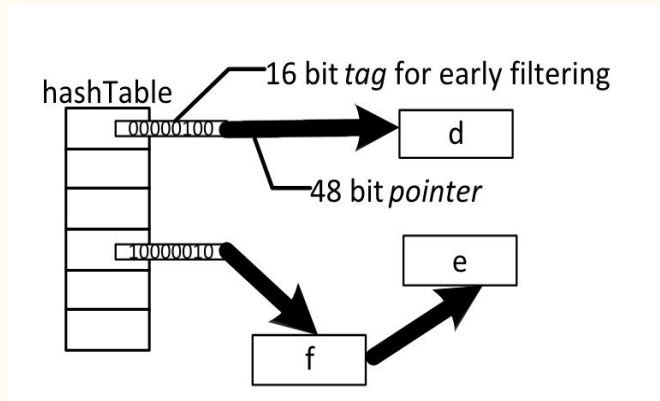 16 bit tag for early filtering
hashTable
00000100
d
48 bit pointer
10000010
e
f